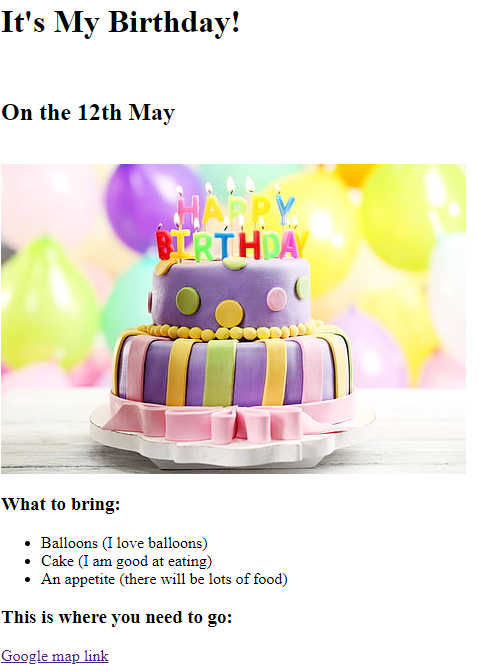 It's My Birthday!
On the 12th May
HAPPY
BIRTHDAY
What to bring:
Balloons (I love balloons)
Cake (I am good at eating)
An appetite (there will be lots of food)
This is where you need to go:
Google map link